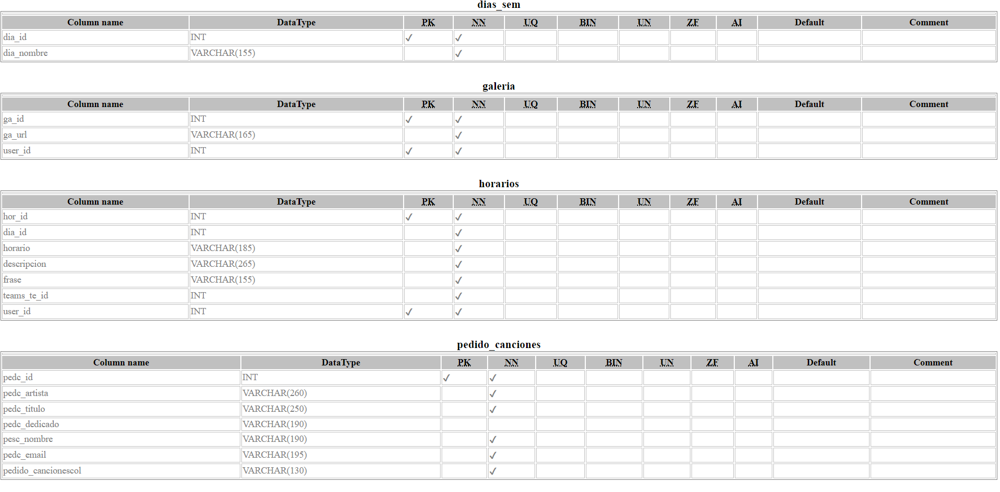 dias_sem
Column name DataType PK NN UQ BIN UN ZF AI Default Comment
dia_id INT ✓ ✓
dia_nombre VARCHAR(155) ✓
galeria
Column name DataType PK NN UQ BIN UN ZF AI Default Comment
ga_id INT ✓ ✓
ga_url VARCHAR(165) ✓
user_id INT ✓ ✓
horarios
Column name DataType PK NN UQ BIN UN ZF AI Default Comment
hor_id INT ✓ ✓
dia_id INT ✓
horario VARCHAR(185) ✓
descripcion VARCHAR(265) ✓
frase VARCHAR(155) ✓
teams_te_id INT ✓
user_id INT ✓ ✓
pedido_canciones
Column name DataType PK NN UQ BIN UN ZF AI Default Comment
pedc_id INT ✓ ✓
pedc_artista VARCHAR(260) ✓
pedc_titulo VARCHAR(250) ✓
pedc_dedicado VARCHAR(190)
pesc_nombre VARCHAR(190) ✓
pedc_email VARCHAR(195) ✓
pedido_cancionescol VARCHAR(130) ✓